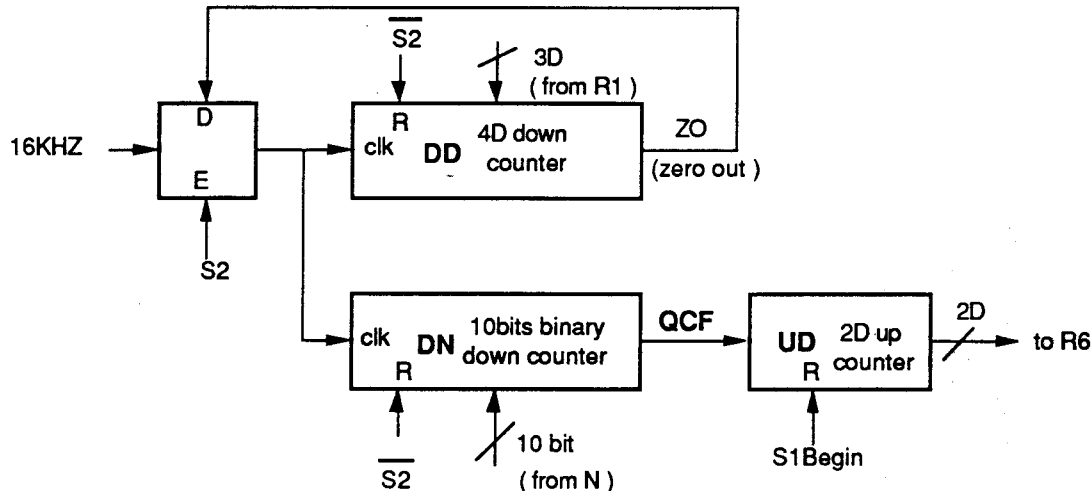 S2
3D
( from R1 )
D
16KHZ
E
S2
R
clk
DD
4D down
counter
ZO
(zero out )
clk
DN
10bits binary
down counter
R
QCF
UD
2D up
counter
R
2D
to R6
S2
10 bit
( from N )
S1Begin